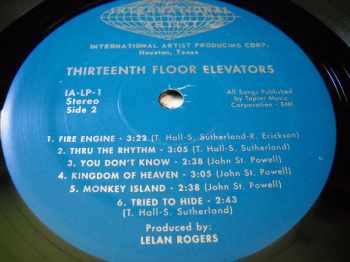 INTERNATIONAL
INTERNATIONAL ARTIST PRODUCING CORP.
Houston, Texas
THIRTEENTH FLOOR ELEVATORS
IA-LP-1
Stereo
Side 2
All Songs Published
by Tapier Music
Corporation - BMI
1. FIRE ENGINE - 3:22 (T. Hall-S. Sutherland-R. Erickson)
2. THRU THE RHYTHM - 3:05 (T. Hall-S. Sutherland)
3. YOU DON'T KNOW - 2:38 (John St. Powell)
4. KINGDOM OF HEAVEN - 3:05 (John St. Powell)
5. MONKEY ISLAND - 2:38 (John St. Powell)
6. TRIED TO HIDE - 2:43
(T. Hall-S. Sutherland)
Produced by:
LELAN ROGERS